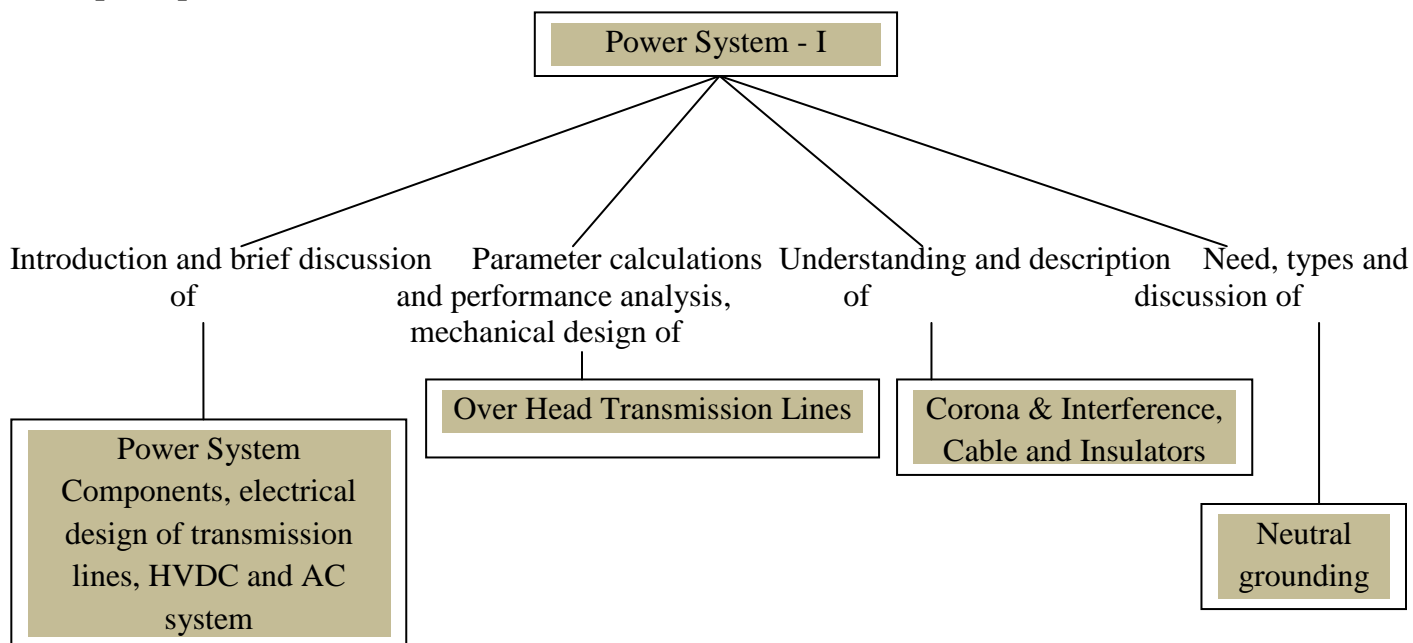 Power System - I
Introduction and brief discussion
of
Parameter calculations
and performance analysis,
mechanical design of
Understanding and description
of
Need, types and
discussion of
Power System
Components, electrical
design of transmission
lines, HVDC and AC
system
Over Head Transmission Lines
Corona & Interference,
Cable and Insulators
Neutral
grounding